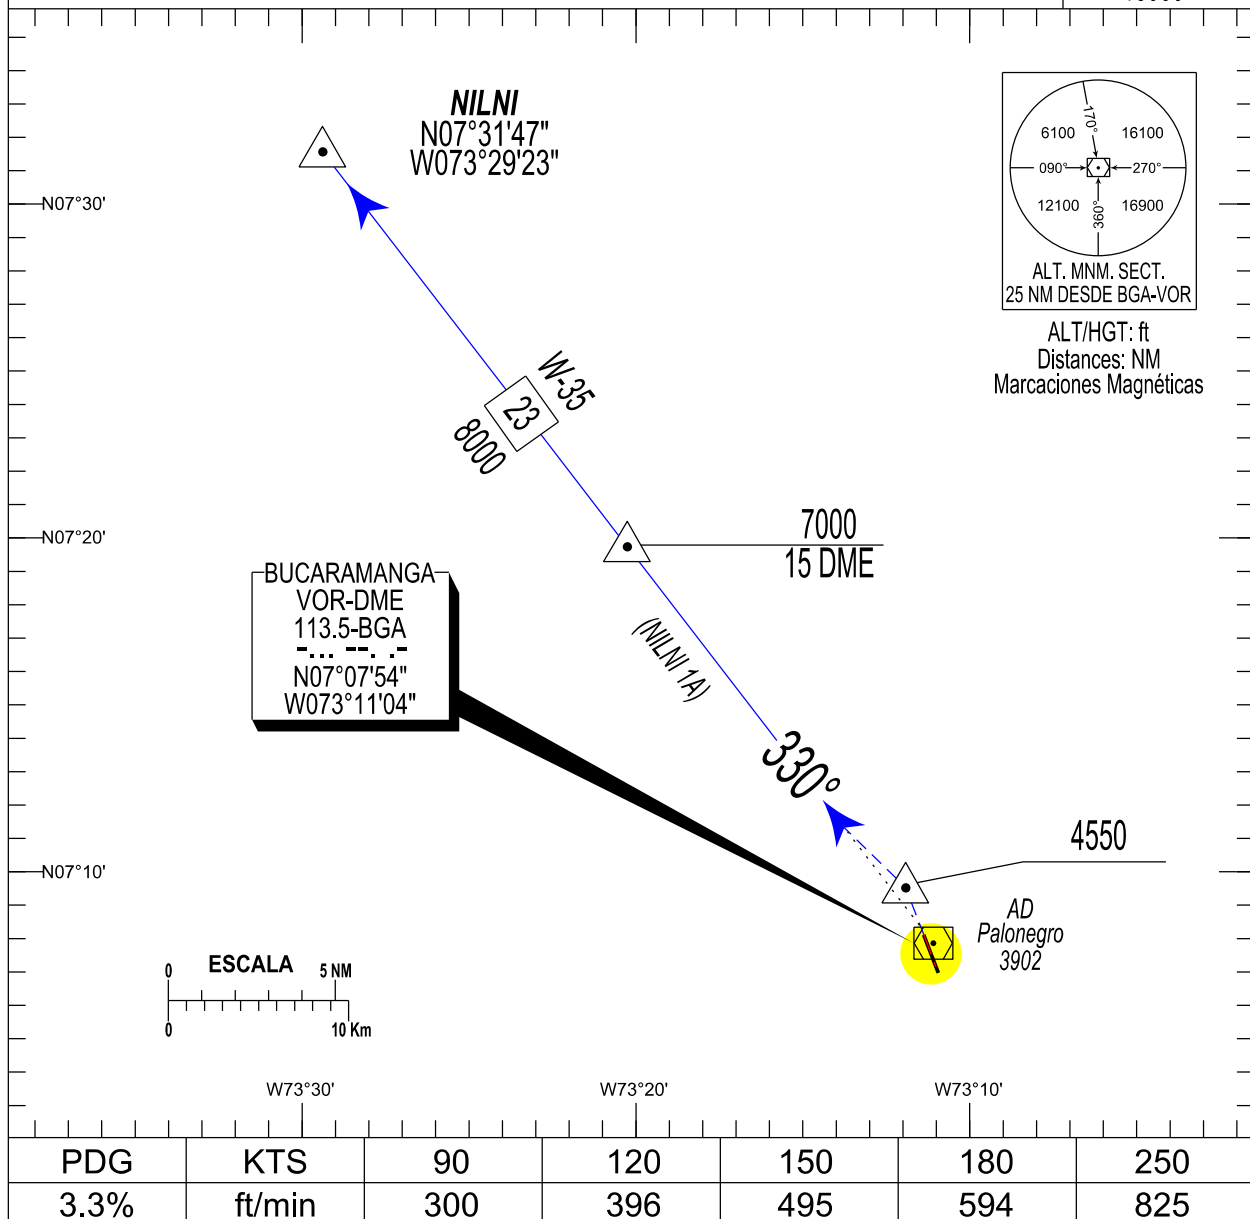 NILNI
N07°31'47"
W073°29'23"
170°
6100
16100
090°
270°
12100
360°
16900
ALT. MNM. SECT.
25 NM DESDE BGA-VOR
ALT/HGT: ft
Distances: NM
Marcaciones Magnéticas
N07°30'
W-35
23
8000
N07°20'
7000
15 DME
BUCARAMANGA
VOR-DME
113.5-BGA
N07°07'54"
W073°11'04"
(NILNI 1A)
330°
4550
N07°10'
AD
Palonegro
3902
0 ESCALA 5 NM
0 10 Km
W73°30' W73°20' W73°10'
PDG KTS 90 120 150 180 250
3.3% ft/min 300 396 495 594 825